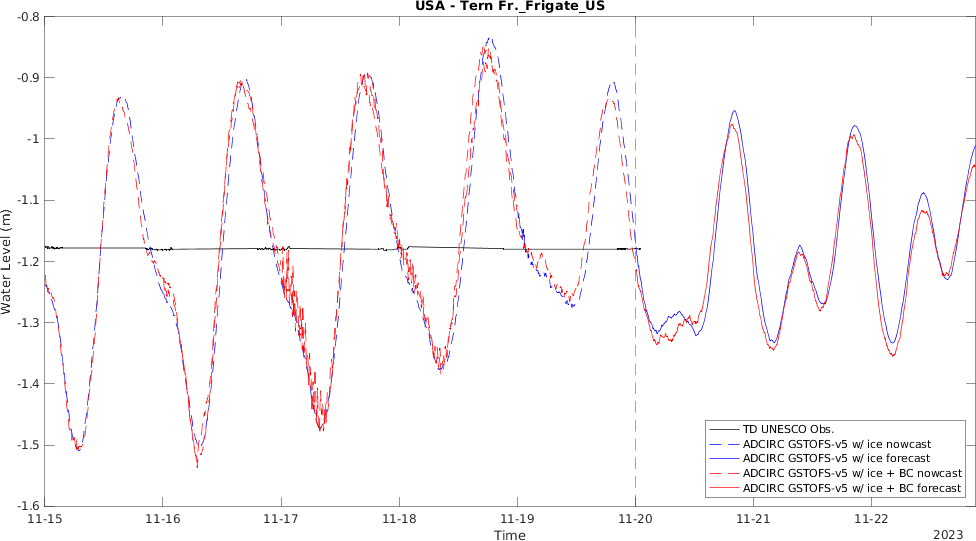 USA - Tern Fr._Frigate_US
-0.8
-0.9
-1
-1.1
-1.2
-1.3
-1.4
-1.5
-1.6
Water Level (m)
11-15 11-16 11-17 11-18 11-19 11-20 11-21 11-22
Time
2023
TD UNESCO Obs.
ADCIRC GSTOFS-v5 w/ ice nowcast
ADCIRC GSTOFS-v5 w/ ice forecast
ADCIRC GSTOFS-v5 w/ ice + BC nowcast
ADCIRC GSTOFS-v5 w/ ice + BC forecast